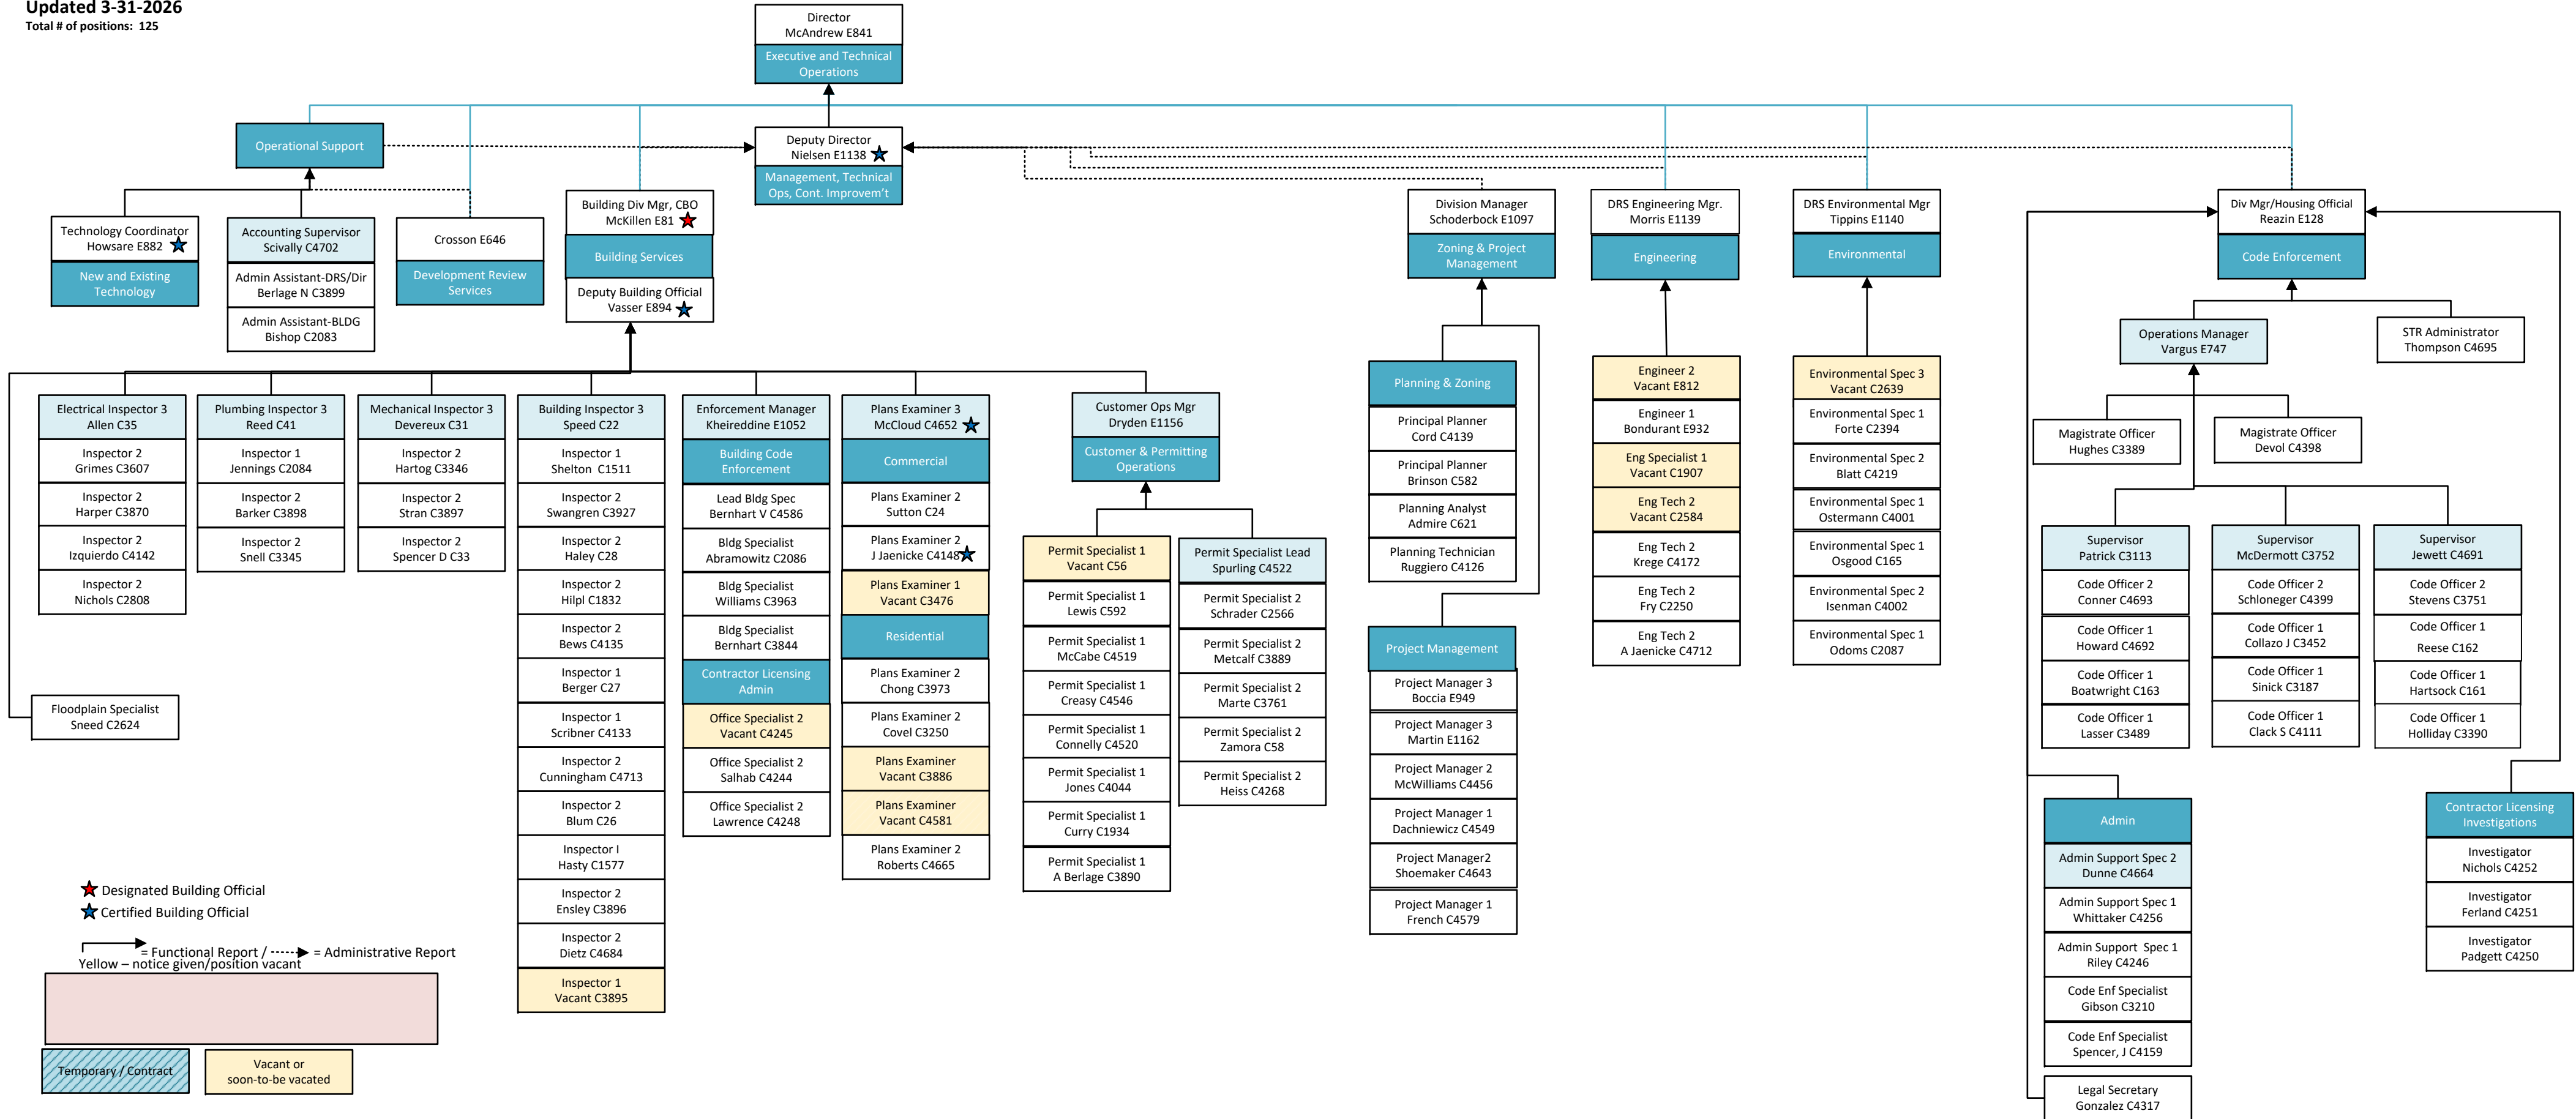 Updated 3-31-2026
Total # of positions: 125
Director
McAndrew E841
Executive and Technical
Operations
Operational Support
Deputy Director
Nielsen E1138
Management, Technical
Ops, Cont. Improvem't
Technology Coordinator
Howsare E882
New and Existing
Technology
Accounting Supervisor
Scivally C4702
Admin Assistant-DRS/Dir
Berlage N C3899
Admin Assistant-BLDG
Bishop C2083
Crosson E646
Development Review
Services
Building Div Mgr, CBO
McKillen E81
Building Services
Deputy Building Official
Vasser E894
Division Manager
Schoderbock E1097
Zoning & Project
Management
DRS Engineering Mgr.
Morris E1139
Engineering
DRS Environmental Mgr
Tippins E1140
Environmental
Div Mgr/Housing Official
Reazin E128
Code Enforcement
Operations Manager
Vargus E747
STR Administrator
Thompson C4695
Electrical Inspector 3
Allen C35
Inspector 2
Grimes C3607
Inspector 2
Harper C3870
Inspector 2
Izquierdo C4142
Inspector 2
Nichols C2808
Plumbing Inspector 3
Reed C41
Inspector 1
Jennings C2084
Inspector 2
Barker C3898
Inspector 2
Snell C3345
Mechanical Inspector 3
Devereux C31
Inspector 2
Hartog C3346
Inspector 2
Stran C3897
Inspector 2
Spencer D C33
Building Inspector 3
Speed C22
Inspector 1
Shelton C1511
Inspector 2
Swangren C3927
Inspector 2
Haley C28
Inspector 2
Hilpl C1832
Inspector 2
Bews C4135
Inspector 1
Berger C27
Inspector 1
Scribner C4133
Inspector 2
Cunningham C4713
Inspector 2
Blum C26
Inspector I
Hasty C1577
Inspector 2
Ensley C3896
Inspector 2
Dietz C4684
Inspector 1
Vacant C3895
Enforcement Manager
Kheireddine E1052
Building Code
Enforcement
Lead Bldg Spec
Bernhart V C4586
Bldg Specialist
Abramowitz C2086
Bldg Specialist
Williams C3963
Bldg Specialist
Bernhart C3844
Contractor Licensing
Admin
Office Specialist 2
Vacant C4245
Office Specialist 2
Salhab C4244
Office Specialist 2
Lawrence C4248
Plans Examiner 3
McCloud C4652
Commercial
Plans Examiner 2
Sutton C24
Plans Examiner 2
J Jaenicke C4148
Plans Examiner 1
Vacant C3476
Residential
Plans Examiner 2
Chong C3973
Plans Examiner 2
Covel C3250
Plans Examiner
Vacant C3886
Plans Examiner
Vacant C4581
Plans Examiner 2
Roberts C4665
Customer Ops Mgr
Dryden E1156
Customer & Permitting
Operations
Permit Specialist 1
Vacant C56
Permit Specialist 1
Lewis C592
Permit Specialist 1
McCabe C4519
Permit Specialist 1
Creasy C4546
Permit Specialist 1
Connelly C4520
Permit Specialist 1
Jones C4044
Permit Specialist 1
Curry C1934
Permit Specialist 1
A Berlage C3890
Permit Specialist Lead
Spurling C4522
Permit Specialist 2
Schrader C2566
Permit Specialist 2
Metcalf C3889
Permit Specialist 2
Marte C3761
Permit Specialist 2
Zamora C58
Permit Specialist 2
Heiss C4268
Planning & Zoning
Principal Planner
Cord C4139
Principal Planner
Brinson C582
Planning Analyst
Admire C621
Planning Technician
Ruggiero C4126
Project Management
Project Manager 3
Boccia E949
Project Manager 3
Martin E1162
Project Manager 2
McWilliams C4456
Project Manager 1
Dachniewicz C4549
Project Manager2
Shoemaker C4643
Project Manager 1
French C4579
Engineer 2
Vacant E812
Engineer 1
Bondurant E932
Eng Specialist 1
Vacant C1907
Eng Tech 2
Vacant C2584
Eng Tech 2
Krege C4172
Eng Tech 2
Fry C2250
Eng Tech 2
A Jaenicke C4712
Environmental Spec 3
Vacant C2639
Environmental Spec 1
Forte C2394
Environmental Spec 2
Blatt C4219
Environmental Spec 1
Ostermann C4001
Environmental Spec 1
Osgood C165
Environmental Spec 2
Isenman C4002
Environmental Spec 1
Odoms C2087
Magistrate Officer
Hughes C3389
Magistrate Officer
Devol C4398
Supervisor
Patrick C3113
Code Officer 2
Conner C4693
Code Officer 1
Howard C4692
Code Officer 1
Boatwright C163
Code Officer 1
Lasser C3489
Supervisor
McDermott C3752
Code Officer 2
Schloneger C4399
Code Officer 1
Collazo J C3452
Code Officer 1
Sinick C3187
Code Officer 1
Clack S C4111
Supervisor
Jewett C4691
Code Officer 2
Stevens C3751
Code Officer 1
Reese C162
Code Officer 1
Hartsock C161
Code Officer 1
Holliday C3390
Admin
Admin Support Spec 2
Dunne C4664
Admin Support Spec 1
Whittaker C4256
Admin Support Spec 1
Riley C4246
Code Enf Specialist
Gibson C3210
Code Enf Specialist
Spencer, J C4159
Legal Secretary
Gonzalez C4317
Contractor Licensing
Investigations
Investigator
Nichols C4252
Investigator
Ferland C4251
Investigator
Padgett C4250
Floodplain Specialist
Sneed C2624
Designated Building Official
Certified Building Official
= Functional Report / = Administrative Report
Yellow – notice given/position vacant
Temporary / Contract
Vacant or
soon-to-be vacated